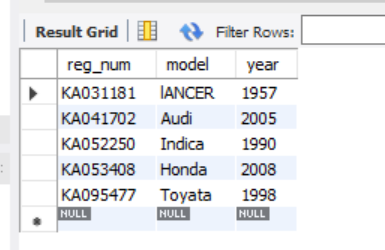 Result Grid Filter Rows:
reg_num model year
KA031181 lANCER 1957
KA041702 Audi 2005
KA052250 Indica 1990
KA053408 Honda 2008
KA095477 Toyata 1998
NULL NULL NULL